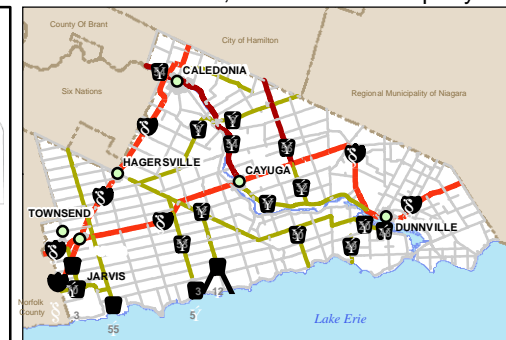 County Of Brant
City of Hamilton
CALEDONIA
Six Nations
Regional Municipality of Niagara
HAGERSVILLE
CAYUGA
TOWNSEND
DUNNVILLE
JARVIS
Norfolk
County
3
55
3
12
5
Lake Erie